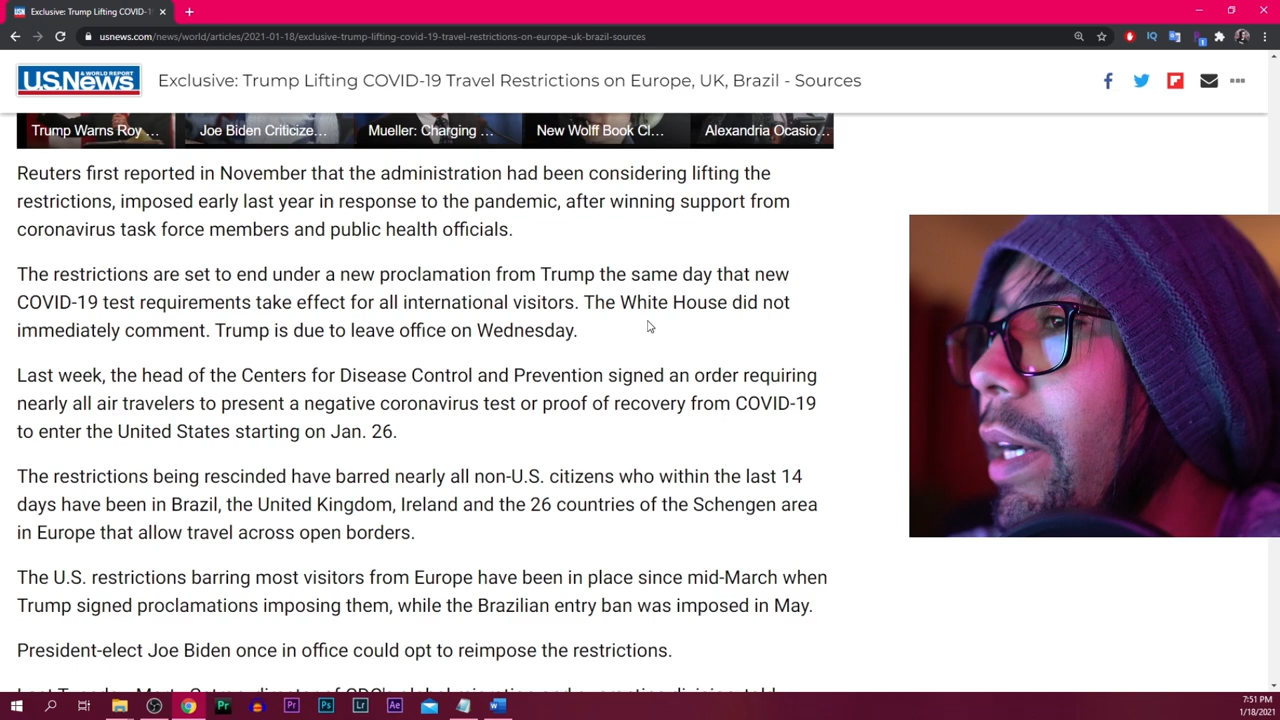 Exclusive: Trump Lifting COVID-19
usnews.com/news/world/articles/2021-01-18/exclusive-trump-lifting-covid-19-travel-restrictions-on-europe-uk-brazil-sources
U.S.News
& WORLD REPORT
Exclusive: Trump Lifting COVID-19 Travel Restrictions on Europe, UK, Brazil - Sources
Trump Warns Roy ...
Joe Biden Criticize...
Mueller: Charging ...
New Wolff Book Cl...
Alexandria Ocasio...
Reuters first reported in November that the administration had been considering lifting the
restrictions, imposed early last year in response to the pandemic, after winning support from
coronavirus task force members and public health officials.
The restrictions are set to end under a new proclamation from Trump the same day that new
COVID-19 test requirements take effect for all international visitors. The White House did not
immediately comment. Trump is due to leave office on Wednesday.
Last week, the head of the Centers for Disease Control and Prevention signed an order requiring
nearly all air travelers to present a negative coronavirus test or proof of recovery from COVID-19
to enter the United States starting on Jan. 26.
The restrictions being rescinded have barred nearly all non-U.S. citizens who within the last 14
days have been in Brazil, the United Kingdom, Ireland and the 26 countries of the Schengen area
in Europe that allow travel across open borders.
The U.S. restrictions barring most visitors from Europe have been in place since mid-March when
Trump signed proclamations imposing them, while the Brazilian entry ban was imposed in May.
President-elect Joe Biden once in office could opt to reimpose the restrictions.
7:51 PM
1/18/2021